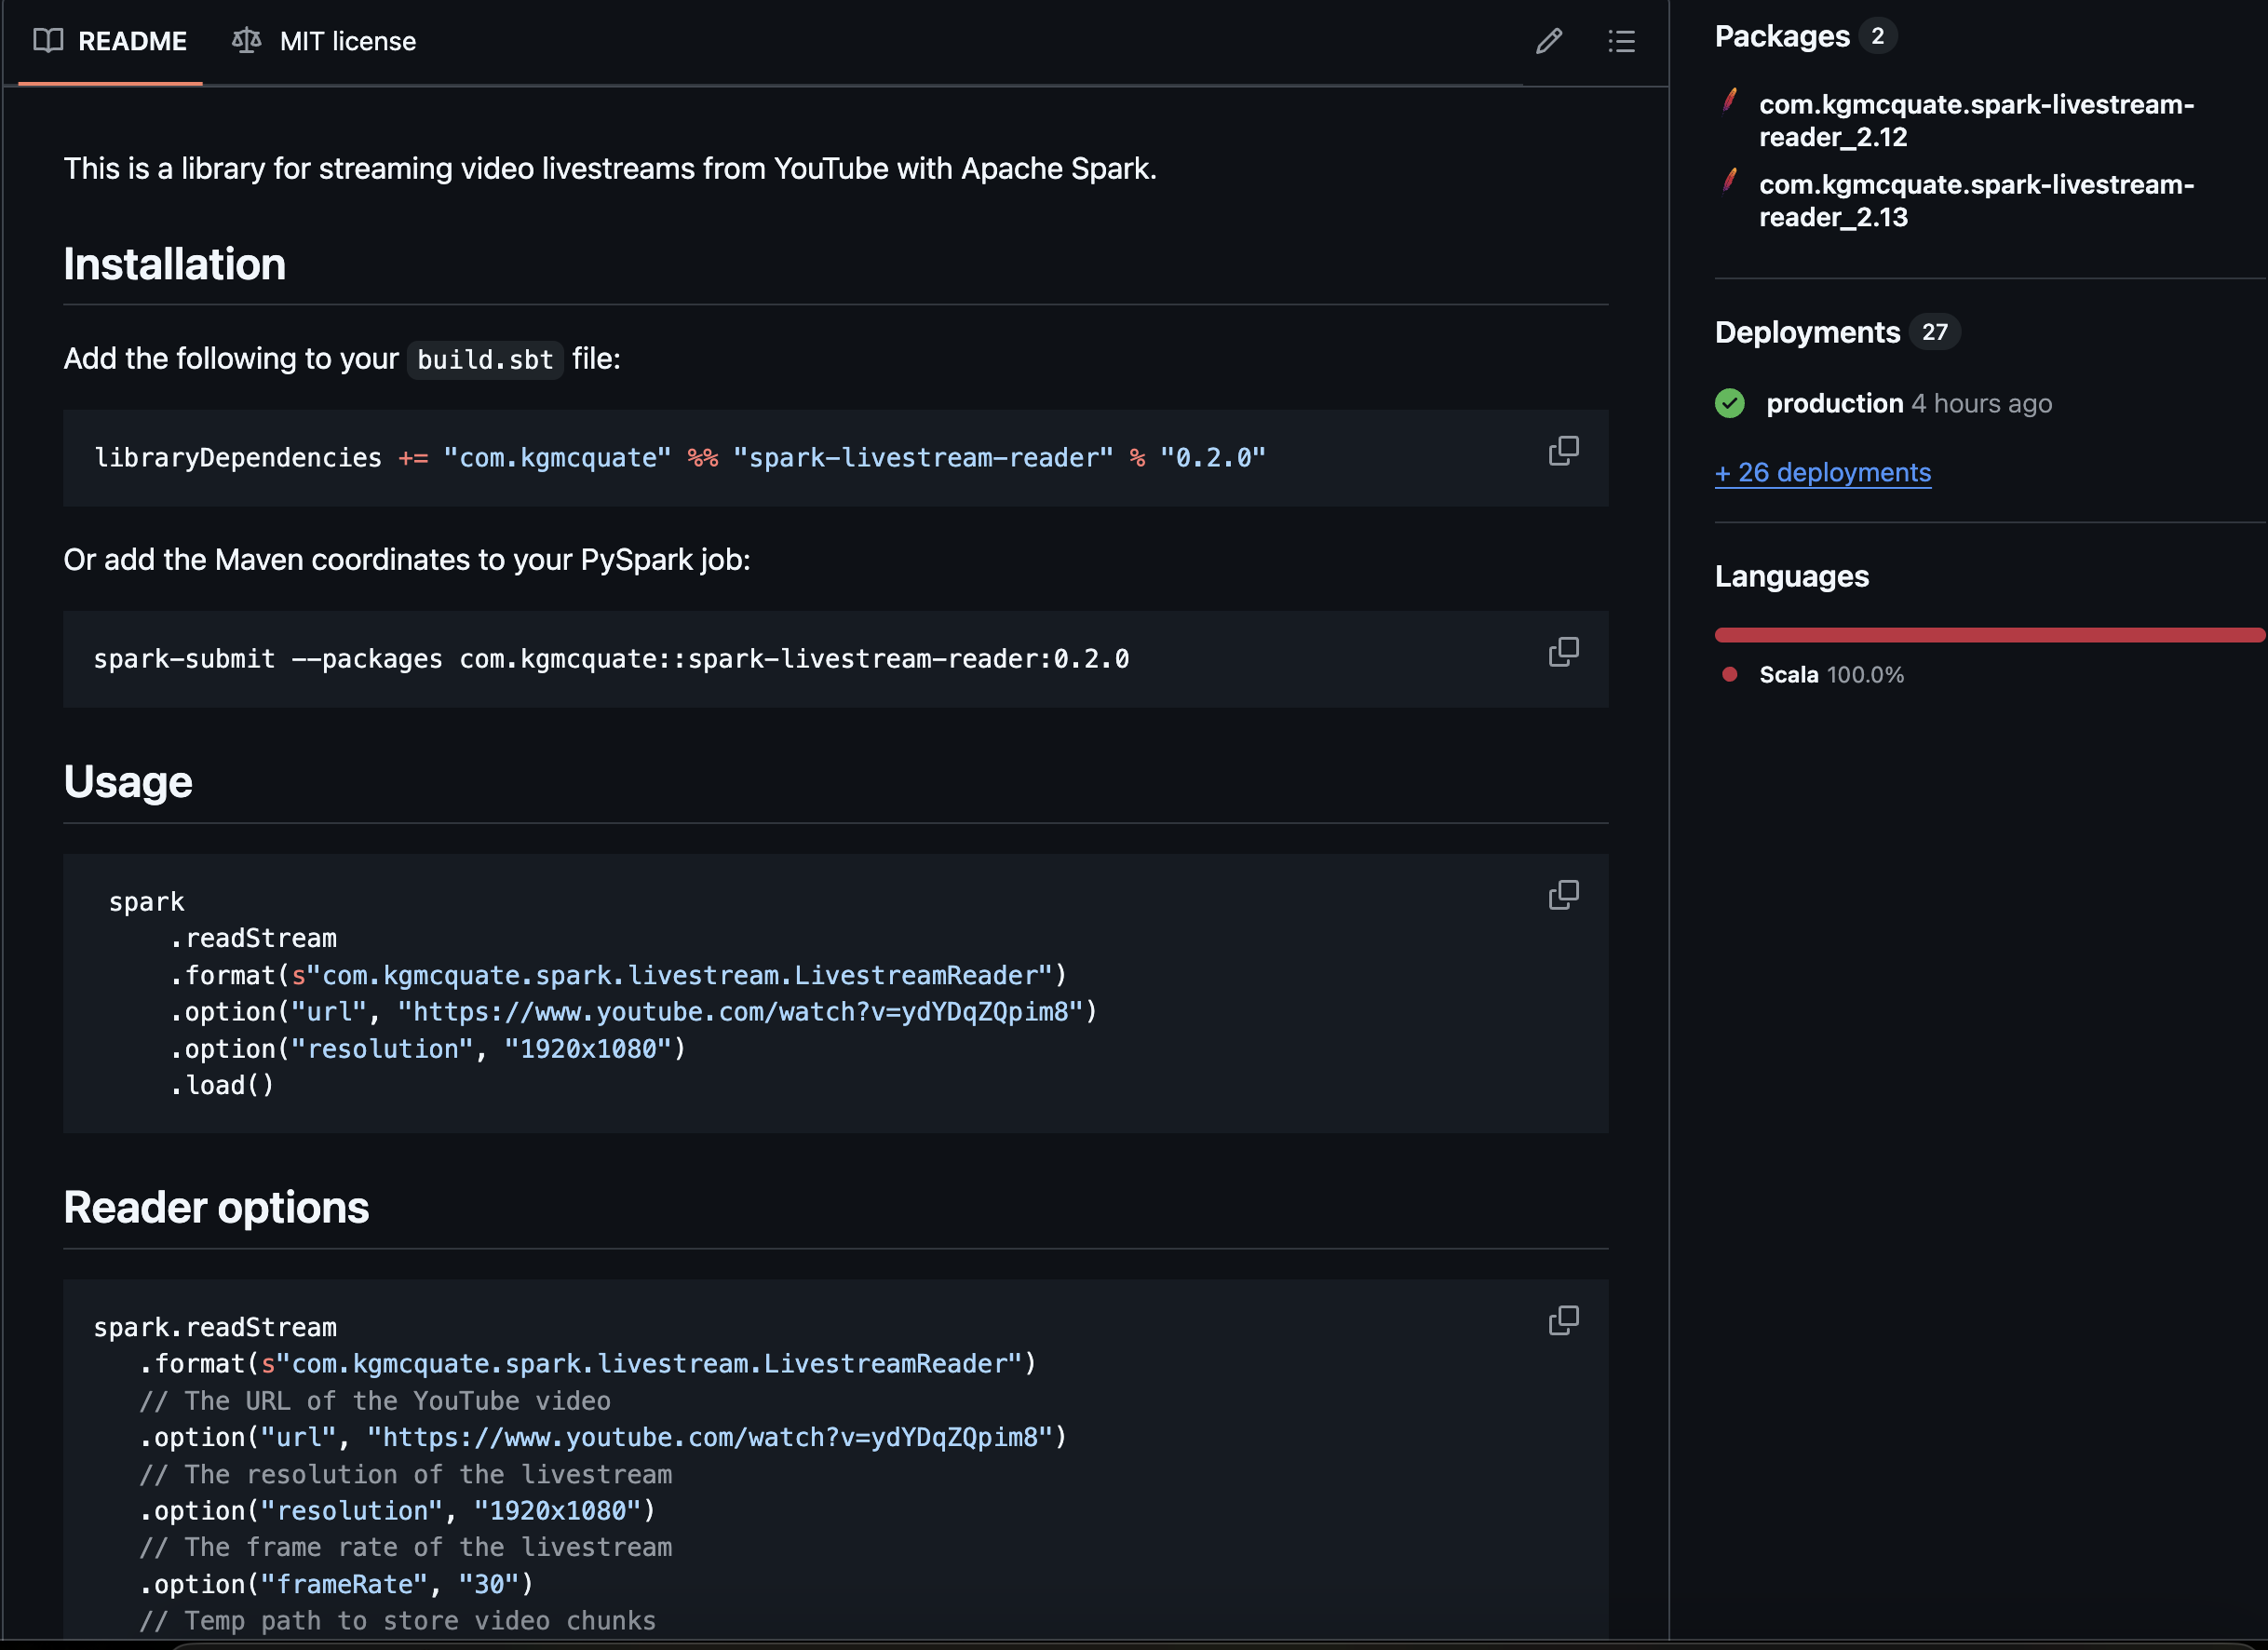 README
MIT license
This is a library for streaming video livestreams from YouTube with Apache Spark.
Installation
Add the following to your build.sbt file:
libraryDependencies += "com.kgmcquate" %% "spark-livestream-reader" % "0.2.0"
Or add the Maven coordinates to your PySpark job:
spark-submit --packages com.kgmcquate::spark-livestream-reader:0.2.0
Usage
spark
    .readStream
    .format(s"com.kgmcquate.spark.livestream.LivestreamReader")
    .option("url", "https://www.youtube.com/watch?v=ydYDqZQpim8")
    .option("resolution", "1920x1080")
    .load()
Reader options
spark.readStream
   .format(s"com.kgmcquate.spark.livestream.LivestreamReader")
   // The URL of the YouTube video
   .option("url", "https://www.youtube.com/watch?v=ydYDqZQpim8")
   // The resolution of the livestream
   .option("resolution", "1920x1080")
   // The frame rate of the livestream
   .option("frameRate", "30")
   // Temp path to store video chunks
Packages 2
com.kgmcquate.spark-livestream-
reader_2.12
com.kgmcquate.spark-livestream-
reader_2.13
Deployments 27
production 4 hours ago
+ 26 deployments
Languages
Scala 100.0%